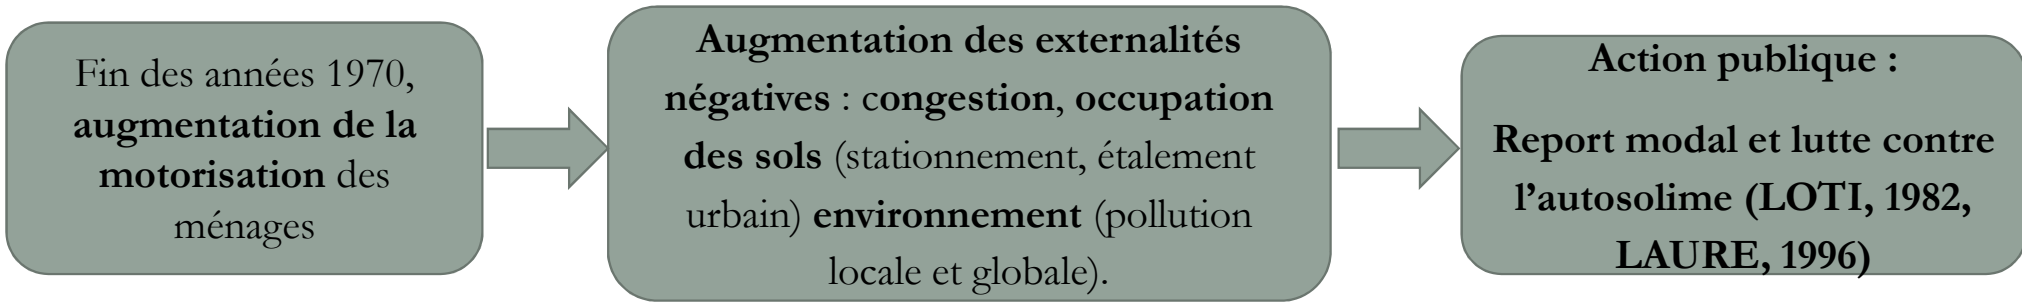 Fin des années 1970,
augmentation de la
motorisation des
ménages
Augmentation des externalités
négatives : congestion, occupation
des sols (stationnement, étalement
urbain) environnement (pollution
locale et globale).
Action publique :
Report modal et lutte contre
l’autosolime (LOTI, 1982,
LAURE, 1996)